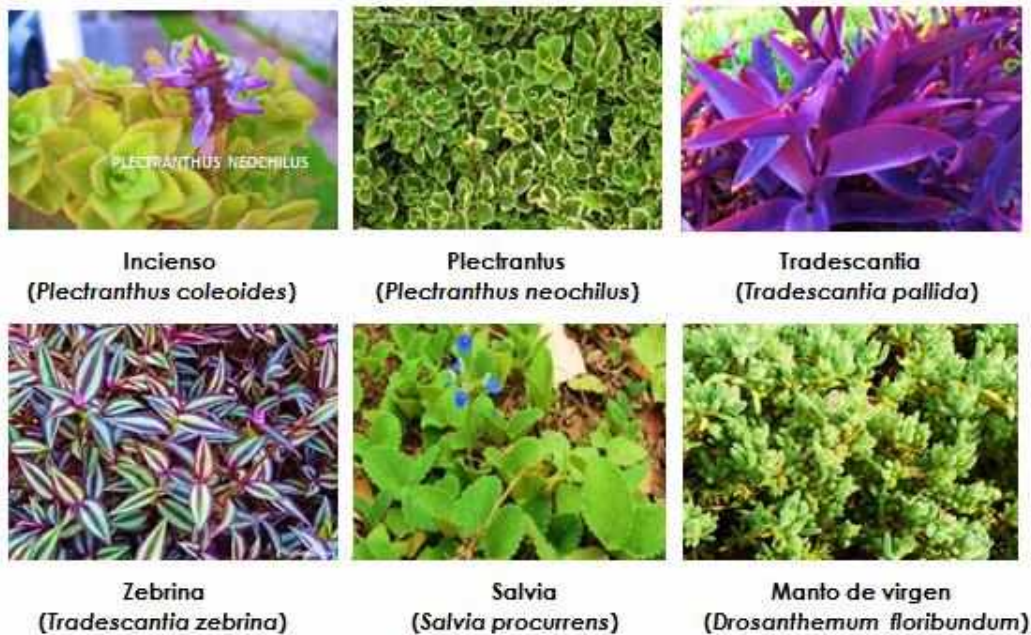 PLECTRANTHUS NEOCHILUS
Incienso
(Plectranthus coleoides)
Plectrantus
(Plectranthus neochilus)
Tradescantia
(Tradescantia pallida)
Zebrina
(Tradescantia zebrina)
Salvia
(Salvia procurrens)
Manto de virgen
(Drosanthemum floribundum)